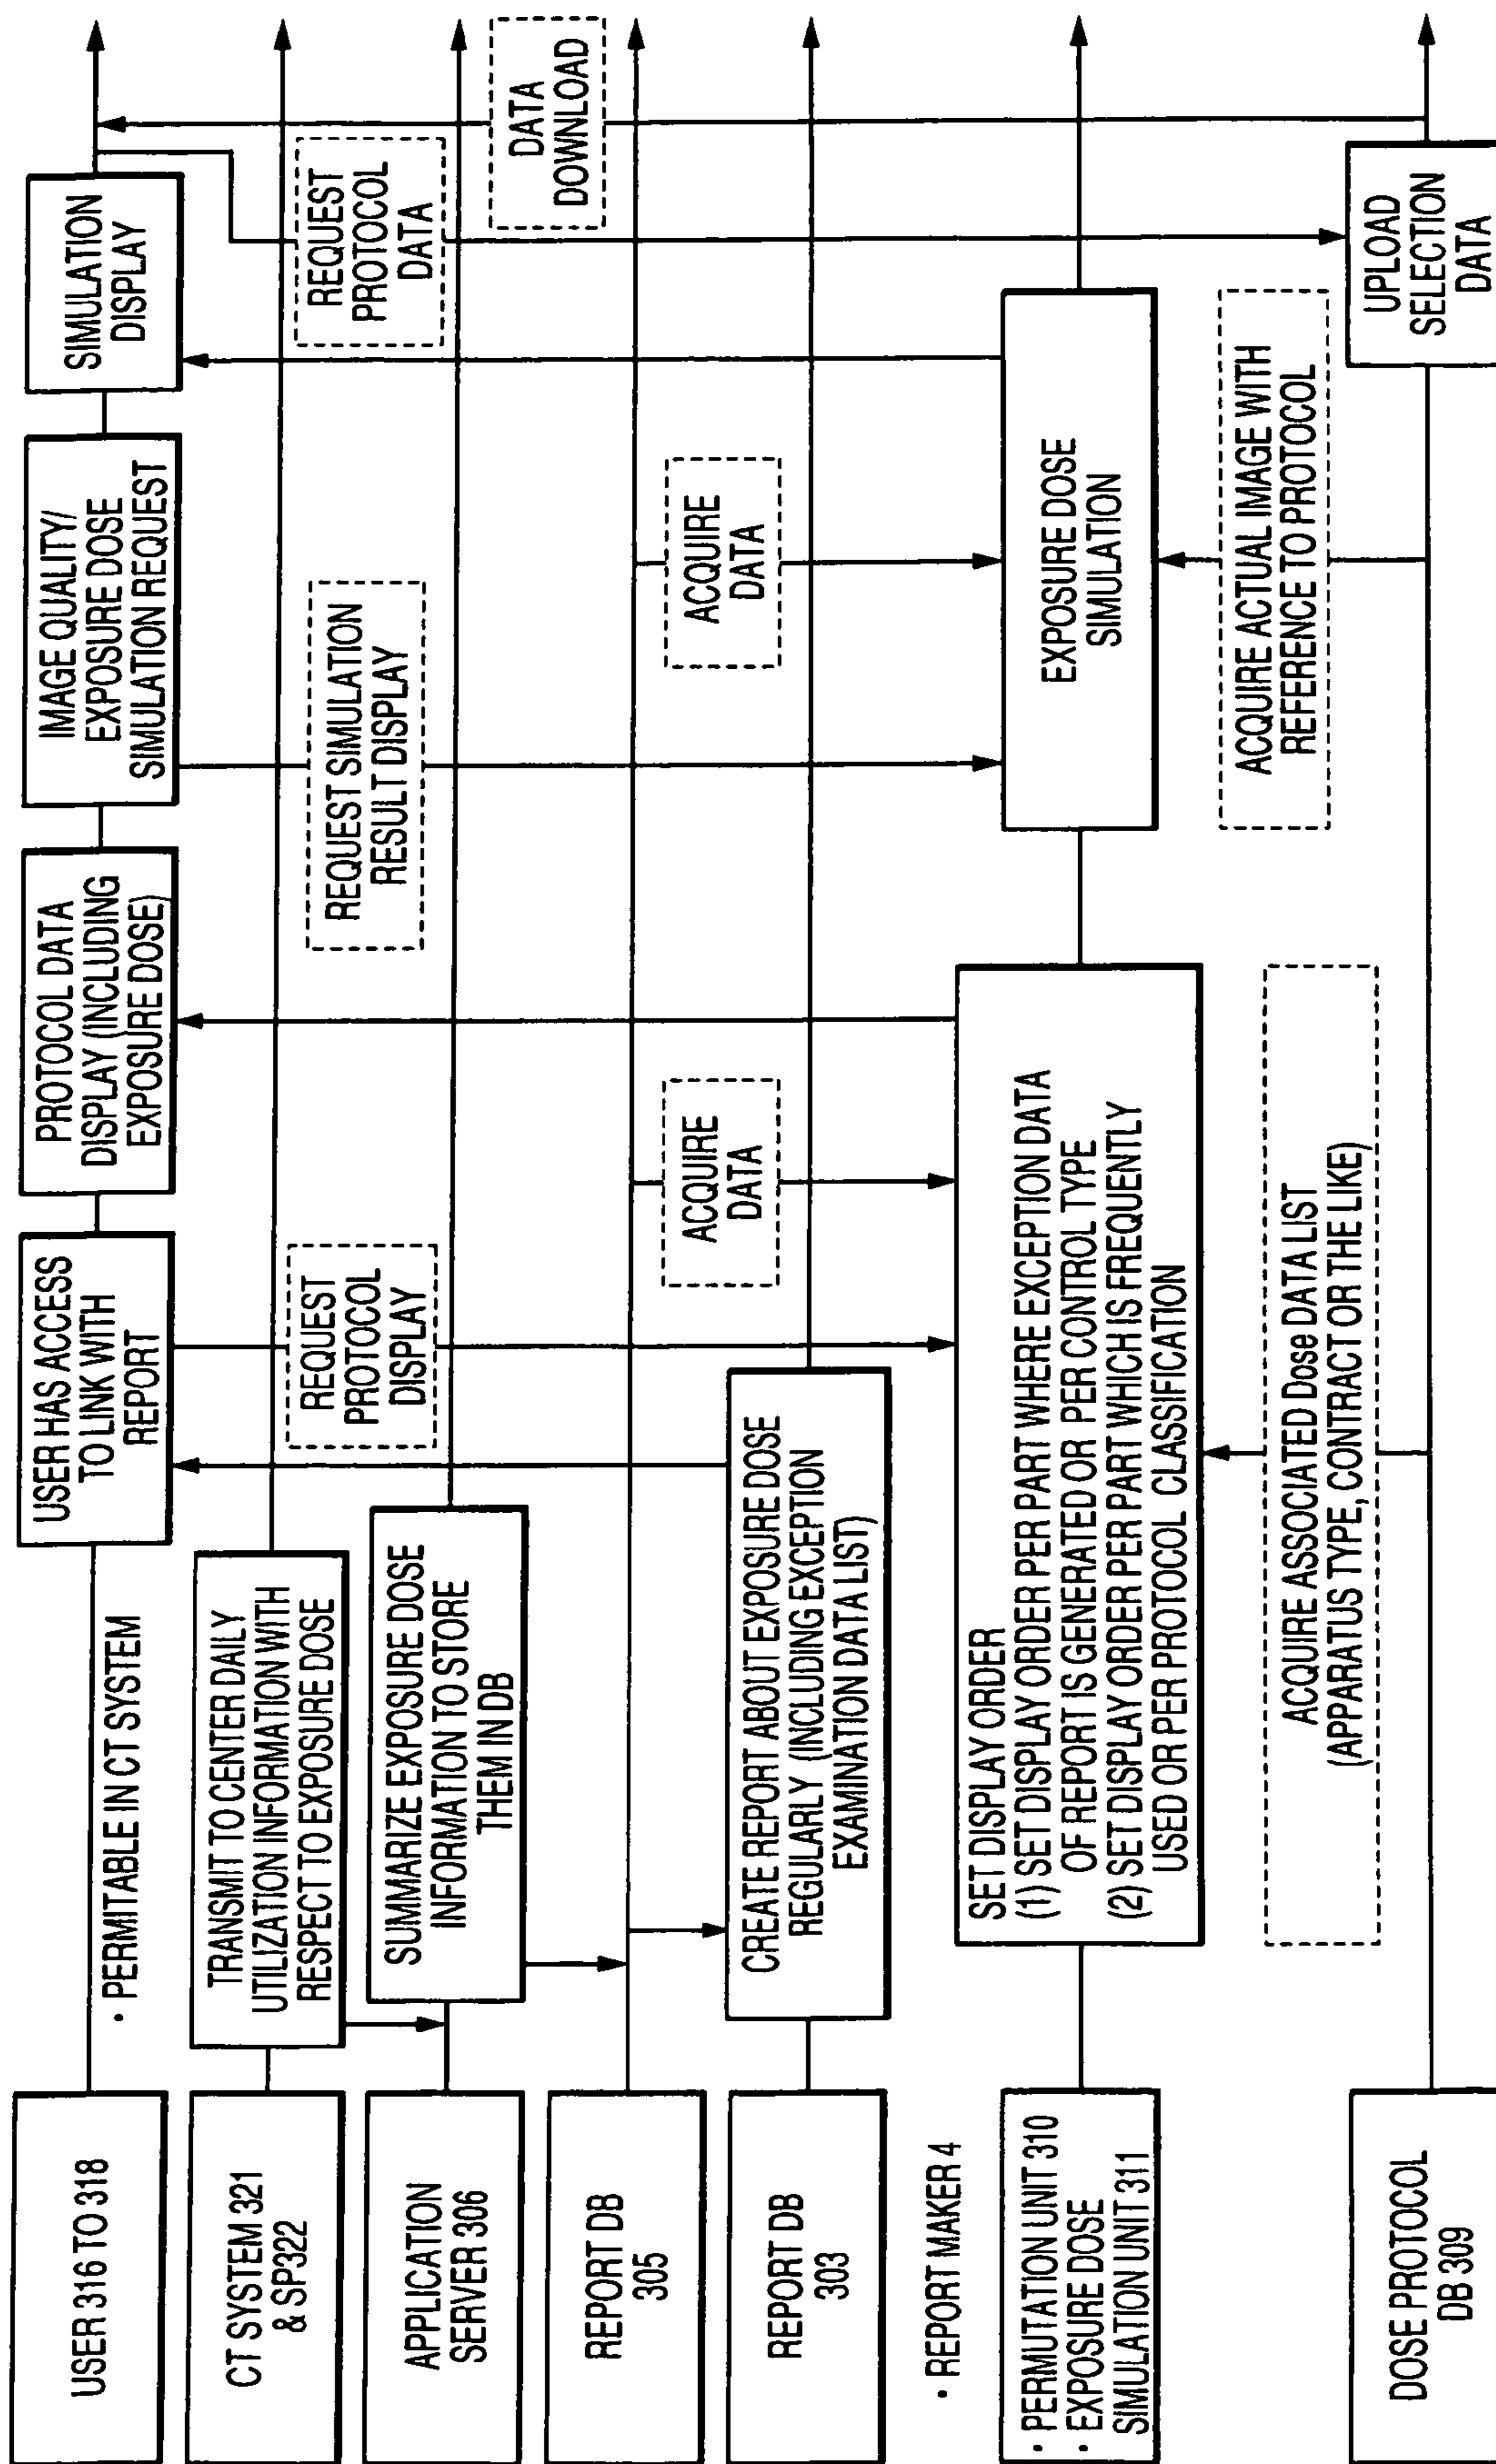 USER 316 TO 318
· PERMITABLE IN CT SYSTEM
USER HAS ACCESS
TO LINK WITH
REPORT
PROTOCOL DATA
DISPLAY (INCLUDING
EXPOSURE DOSE)
IMAGE QUALITY/
EXPOSURE DOSE
SIMULATION REQUEST
SIMULATION
DISPLAY
CT SYSTEM 321
& SP322
TRANSMIT TO CENTER DAILY
UTILIZATION INFORMATION WITH
RESPECT TO EXPOSURE DOSE
REQUEST
PROTOCOL
DISPLAY
REQUEST SIMULATION
RESULT DISPLAY
REQUEST
PROTOCOL
DATA
APPLICATION
SERVER 306
SUMMARIZE EXPOSURE DOSE
INFORMATION TO STORE
THEM IN DB
DATA
DOWNLOAD
REPORT DB
305
ACQUIRE
DATA
ACQUIRE
DATA
REPORT DB
303
CREATE REPORT ABOUT EXPOSURE DOSE
REGULARLY (INCLUDING EXCEPTION
EXAMINATION DATA LIST)
· REPORT MAKER 4
· PERMUTATION UNIT 310
· EXPOSURE DOSE
SIMULATION UNIT 311
SET DISPLAY ORDER
(1) SET DISPLAY ORDER PER PART WHERE EXCEPTION DATA
OF REPORT IS GENERATED OR PER CONTROL TYPE
(2) SET DISPLAY ORDER PER PART WHICH IS FREQUENTLY
USED OR PER PROTOCOL CLASSIFICATION
EXPOSURE DOSE
SIMULATION
ACQUIRE ASSOCIATED Dose DATA LIST
(APPARATUS TYPE, CONTRACT OR THE LIKE)
ACQUIRE ACTUAL IMAGE WITH
REFERENCE TO PROTOCOL
DOSE PROTOCOL
DB 309
UPLOAD
SELECTION
DATA